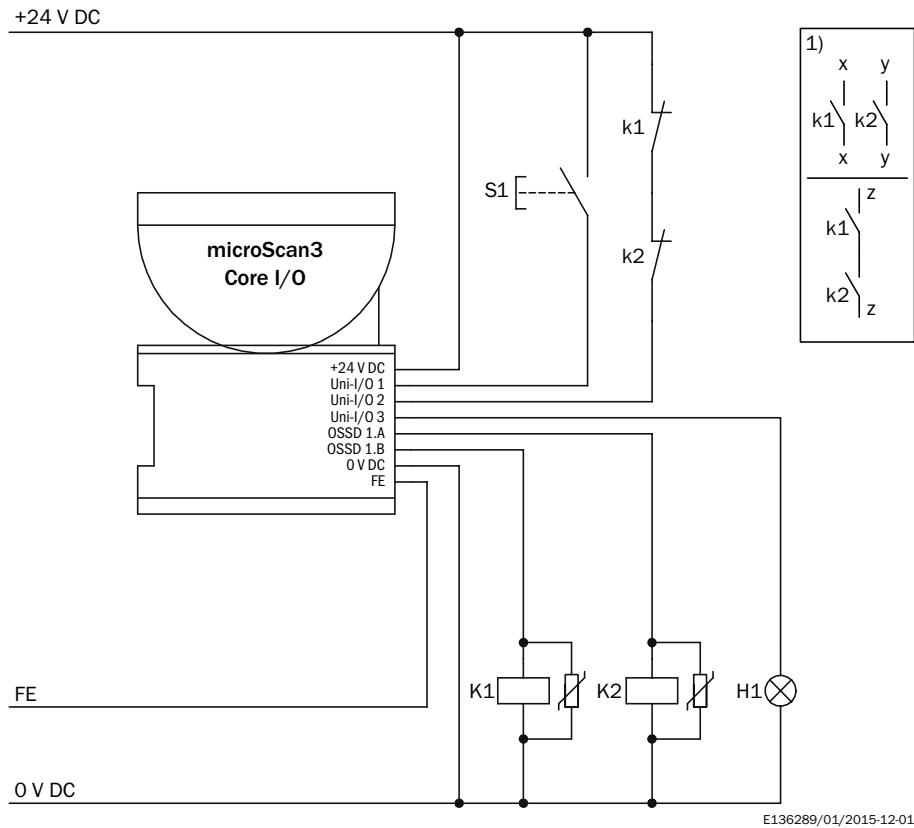 +24 V DC
1)
x y
k1 k2
x y
z
k1
k2
z
k1
S1
k2
microScan3
Core I/O
+24 V DC
Uni-I/O 1
Uni-I/O 2
Uni-I/O 3
OSSD 1.A
OSSD 1.B
0 V DC
FE
K1 K2 H1
FE
0 V DC
E136289/01/2015-12-01